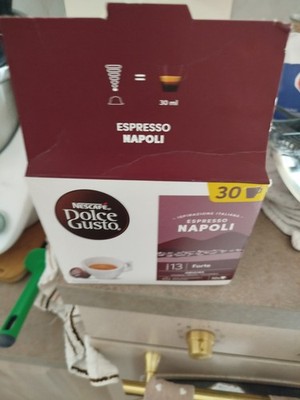 =
30 ml
ESPRESSO
NAPOLI
NESCAFÉ
Dolce
Gusto
30
ISPIRAZIONE ITALIANA
ESPRESSO
NAPOLI
13 Forte